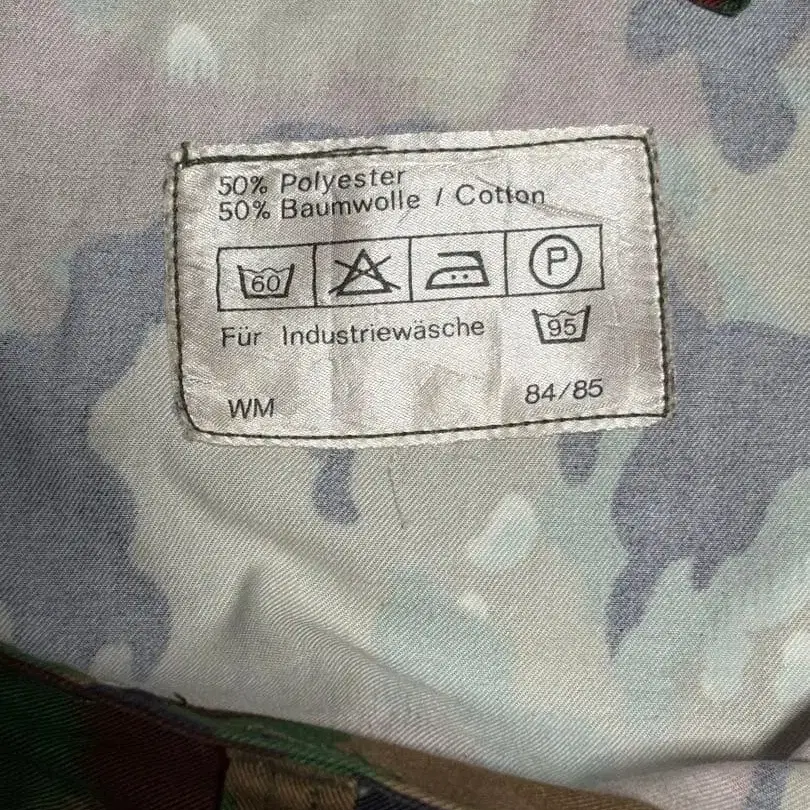 50% Polyester
50% Baumwolle / Cotton
60 P
Für Industriewäsche 95
WM 84/85